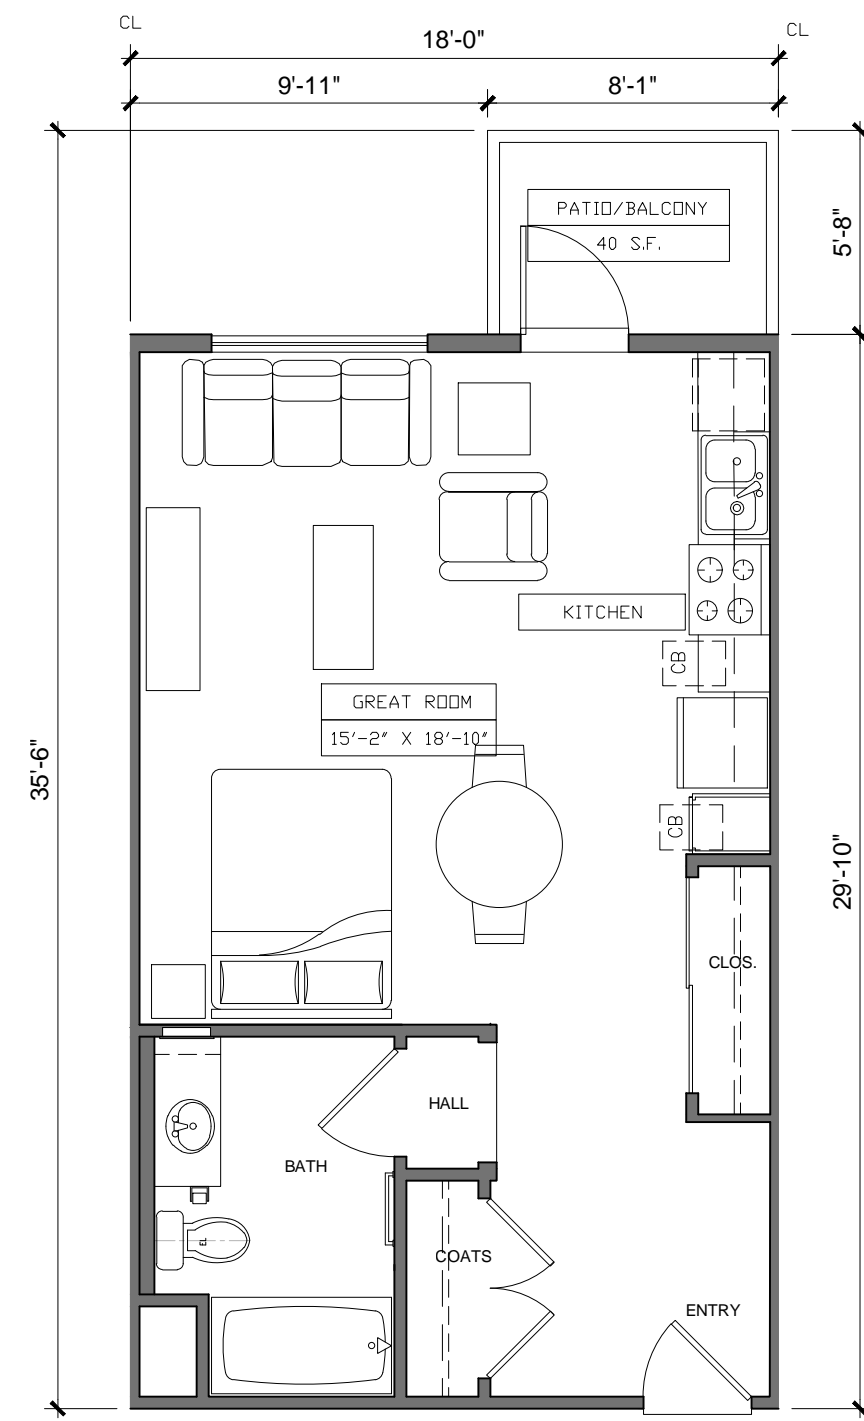 CL
CL
18'-0"
9'-11"
8'-1"
PATIO/BALCONY
40 S.F.
5'-8"
KITCHEN
CB
GREAT ROOM
15'-2" X 18'-10"
35'-6"
CB
29'-10"
CLOS.
HALL
BATH
EL
COATS
ENTRY